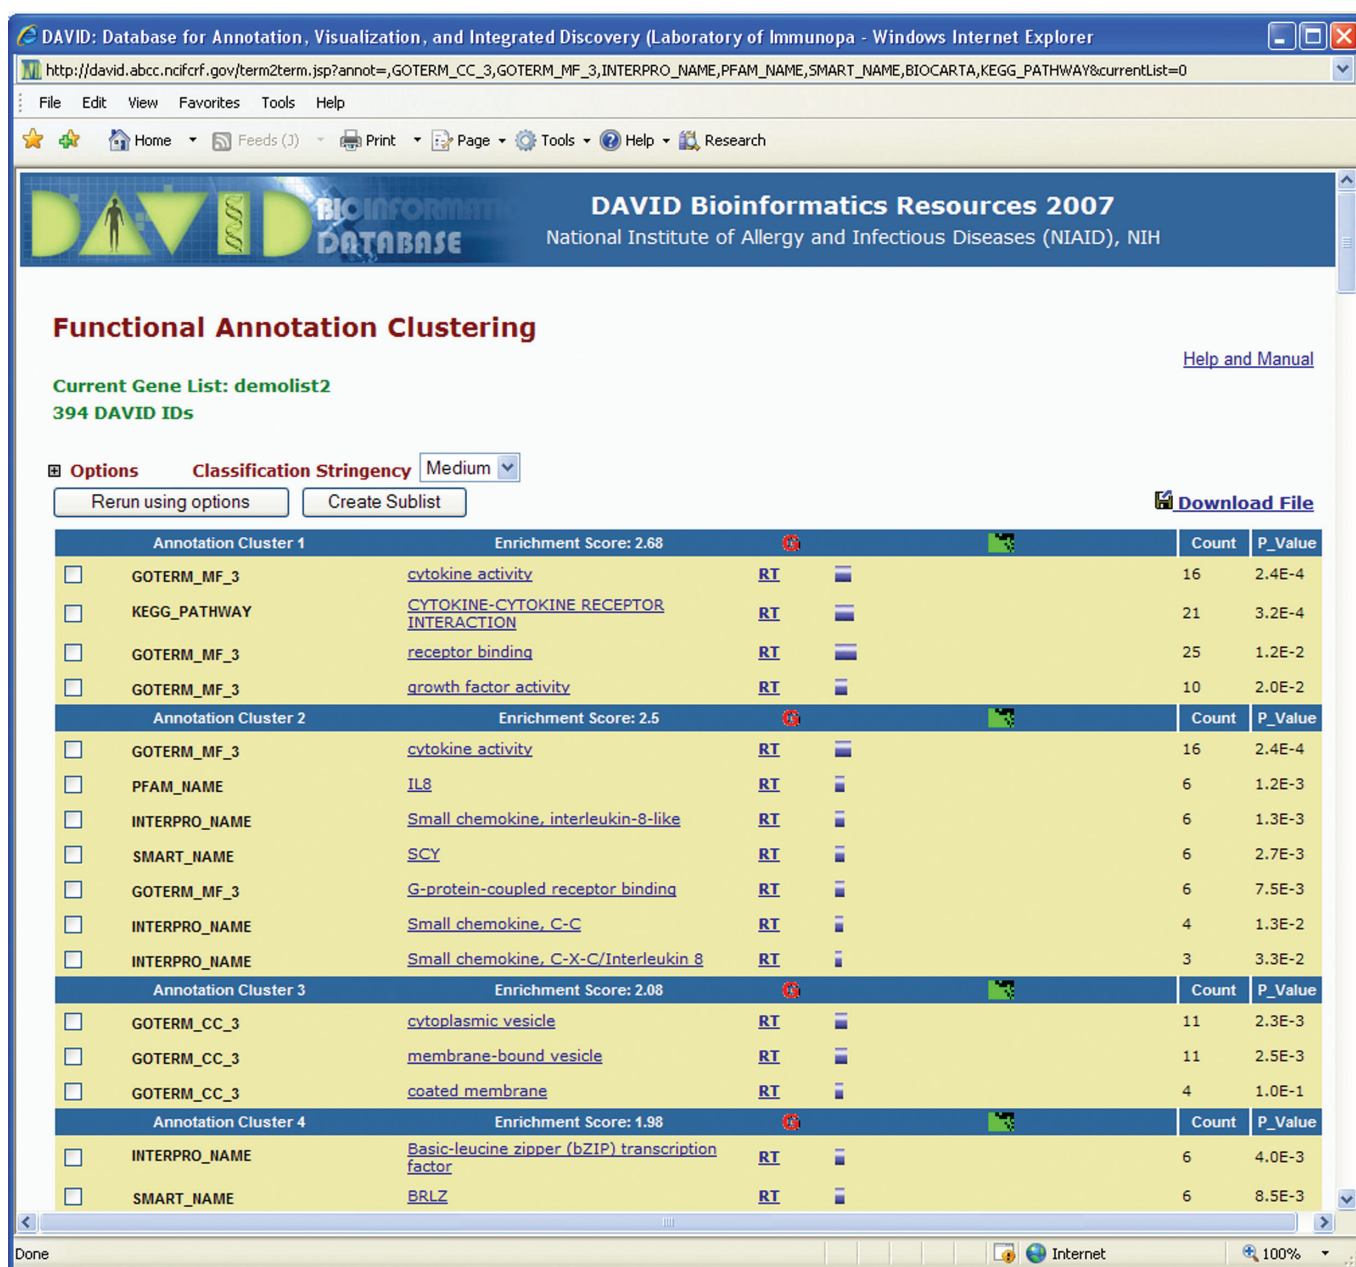 DAVID: Database for Annotation, Visualization, and Integrated Discovery (Laboratory of Immunopa - Windows Internet Explorer
http://david.abcc.ncifcrf.gov/term2term.jsp?annot=,GOTERM_CC_3,GOTERM_MF_3,INTERPRO_NAME,PFAM_NAME,SMART_NAME,BIOCARTA,KEGG_PATHWAY&currentList=0
File Edit View Favorites Tools Help
Home Feeds (J) Print Page Tools Help Research
DAVID BIOINFORMATI DATABASE
DAVID Bioinformatics Resources 2007
National Institute of Allergy and Infectious Diseases (NIAID), NIH
Functional Annotation Clustering
Help and Manual
Current Gene List: demolist2
394 DAVID IDs
Options Classification Stringency Medium
Rerun using options Create Sublist Download File
Annotation Cluster 1 Enrichment Score: 2.68 G Count P_Value
GOTERM_MF_3 cytokine activity RT 16 2.4E-4
KEGG_PATHWAY CYTOKINE-CYTOKINE RECEPTOR INTERACTION RT 21 3.2E-4
GOTERM_MF_3 receptor binding RT 25 1.2E-2
GOTERM_MF_3 growth factor activity RT 10 2.0E-2
Annotation Cluster 2 Enrichment Score: 2.5 G Count P_Value
GOTERM_MF_3 cytokine activity RT 16 2.4E-4
PFAM_NAME IL8 RT 6 1.2E-3
INTERPRO_NAME Small chemokine, interleukin-8-like RT 6 1.3E-3
SMART_NAME SCY RT 6 2.7E-3
GOTERM_MF_3 G-protein-coupled receptor binding RT 6 7.5E-3
INTERPRO_NAME Small chemokine, C-C RT 4 1.3E-2
INTERPRO_NAME Small chemokine, C-X-C/Interleukin 8 RT 3 3.3E-2
Annotation Cluster 3 Enrichment Score: 2.08 G Count P_Value
GOTERM_CC_3 cytoplasmic vesicle RT 11 2.3E-3
GOTERM_CC_3 membrane-bound vesicle RT 11 2.5E-3
GOTERM_CC_3 coated membrane RT 4 1.0E-1
Annotation Cluster 4 Enrichment Score: 1.98 G Count P_Value
INTERPRO_NAME Basic-leucine zipper (bZIP) transcription factor RT 6 4.0E-3
SMART_NAME BRLZ RT 6 8.5E-3
Done Internet 100%